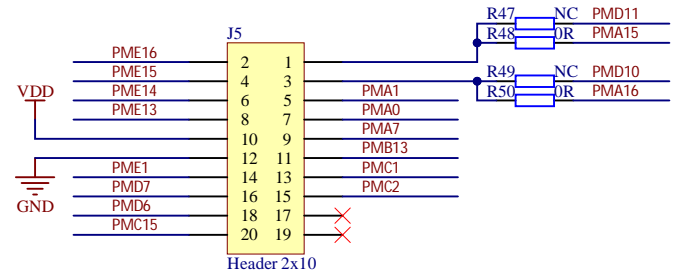 R47 NC PMD11
R48 0R PMA15
J5
PME16 2 1
PME15 4 3 R49 NC PMD10
VDD PME14 6 5 PMA1 R50 0R PMA16
PME13 8 7 PMA0
10 9 PMA7
12 11 PMB13
PME1 14 13 PMC1
GND PMD7 16 15 PMC2
PMD6 18 17
PMC15 20 19
Header 2x10